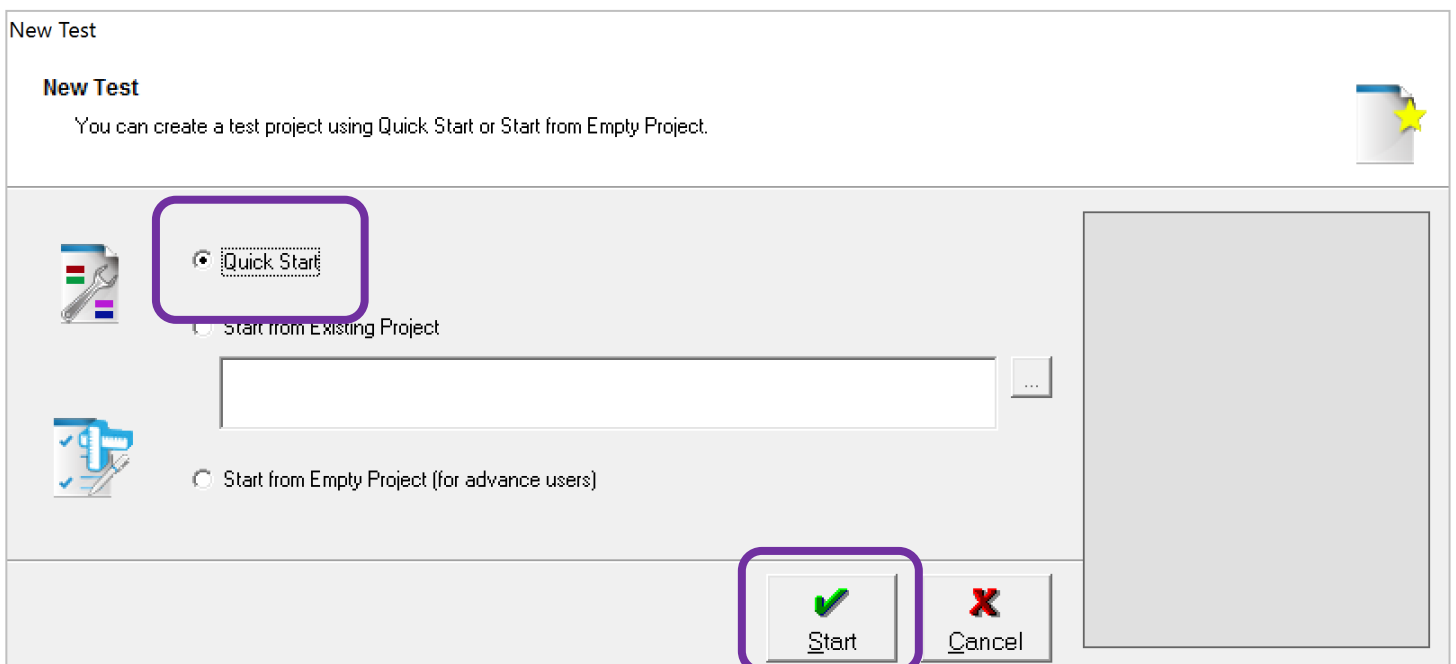 New Test
New Test
You can create a test project using Quick Start or Start from Empty Project.
Quick Start
Start from Existing Project
...
Start from Empty Project (for advance users)
Start
Cancel